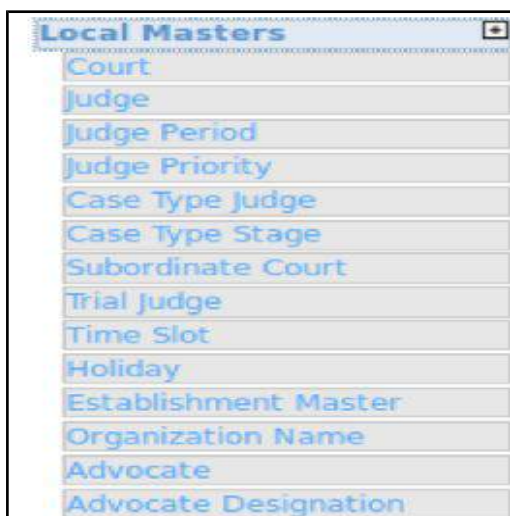 Local Masters
Court
Judge
Judge Period
Judge Priority
Case Type Judge
Case Type Stage
Subordinate Court
Trial Judge
Time Slot
Holiday
Establishment Master
Organization Name
Advocate
Advocate Designation